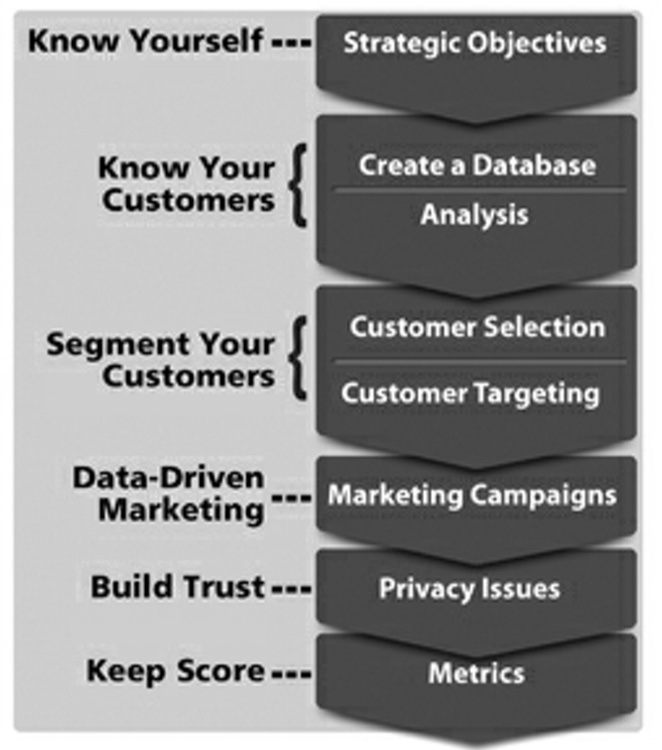 Know Yourself --- Strategic Objectives
Know Your
Customers
Create a Database
Analysis
Segment Your
Customers
Customer Selection
Customer Targeting
Data-Driven
Marketing --- Marketing Campaigns
Build Trust --- Privacy Issues
Keep Score --- Metrics